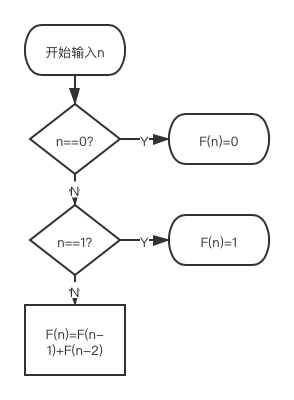 开始输入n
n==0?
Y
F(n)=0
N
n==1?
Y
F(n)=1
N
F(n)=F(n-
1)+F(n-2)